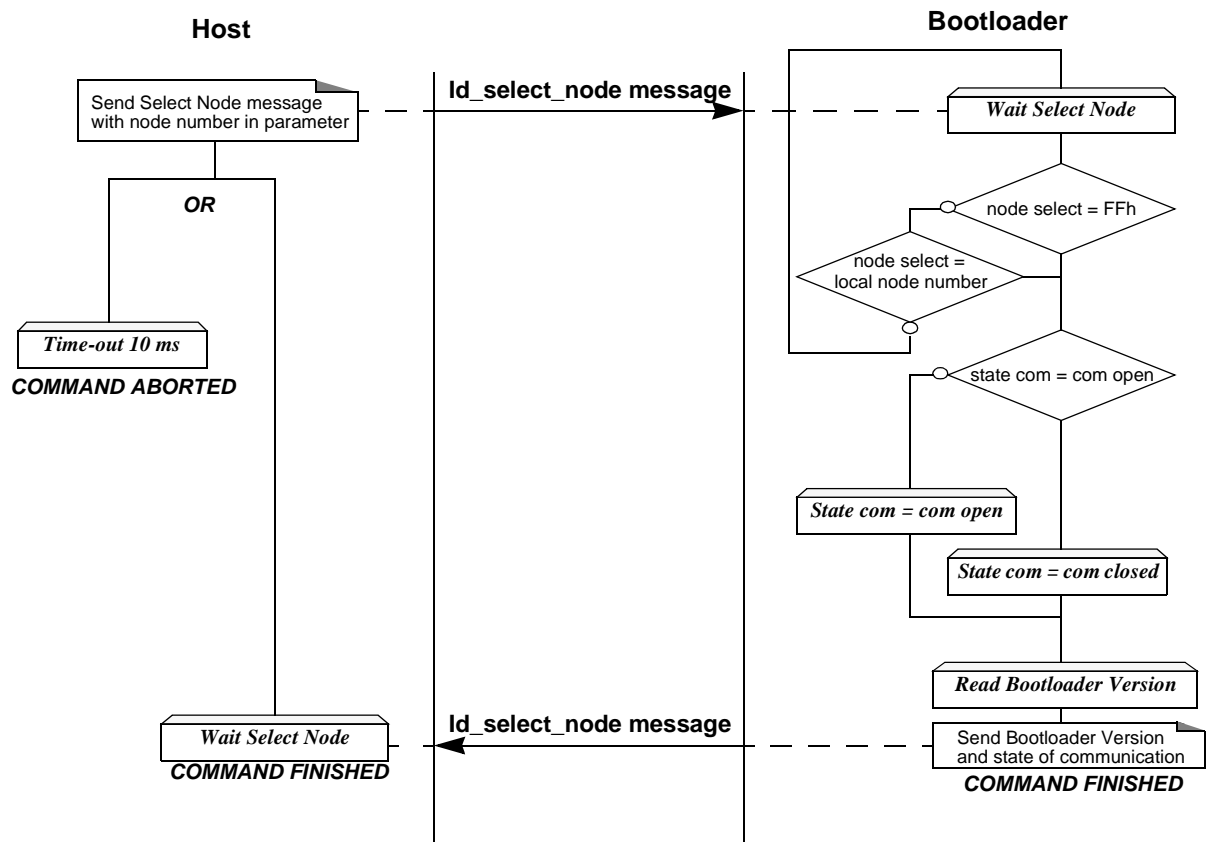 Host
Bootloader
Send Select Node message
with node number in parameter
Id_select_node message
Wait Select Node
OR
node select = FFh
node select =
local node number
Time-out 10 ms
COMMAND ABORTED
state com = com open
State com = com open
State com = com closed
Read Bootloader Version
Wait Select Node
COMMAND FINISHED
Id_select_node message
Send Bootloader Version
and state of communication
COMMAND FINISHED